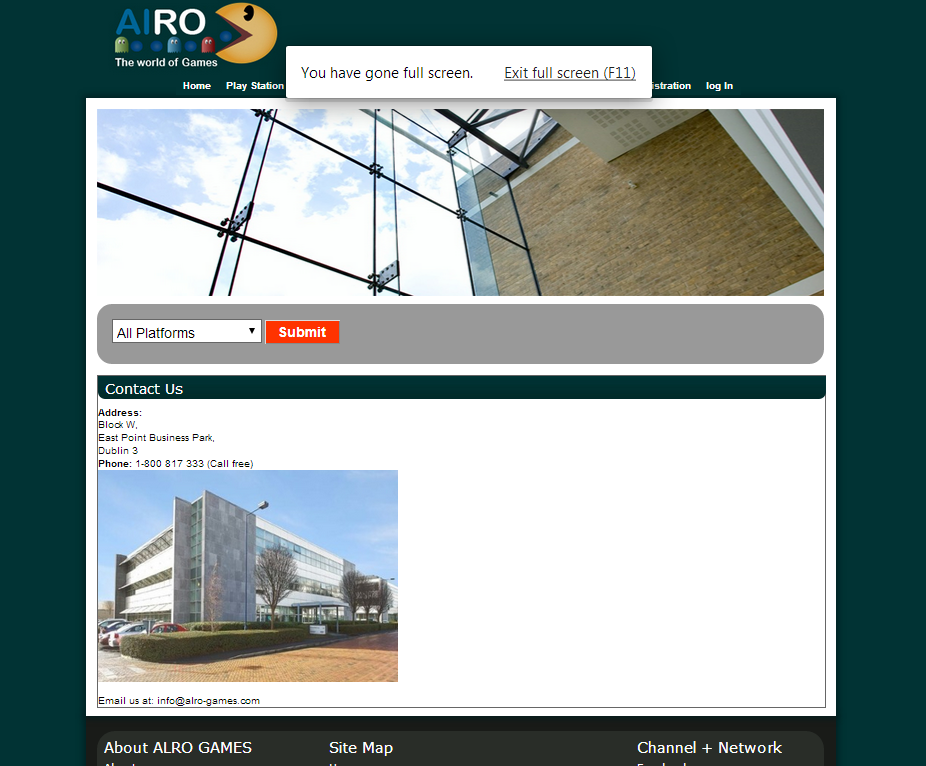 AIRO
The world of Games
You have gone full screen. Exit full screen (F11)
Home Play Station log In
All Platforms Submit
Contact Us
Address:
Block W,
East Point Business Park,
Dublin 3
Phone: 1-800 817 333 (Call free)
Email us at: info@alro-games.com
About ALRO GAMES Site Map Channel + Network